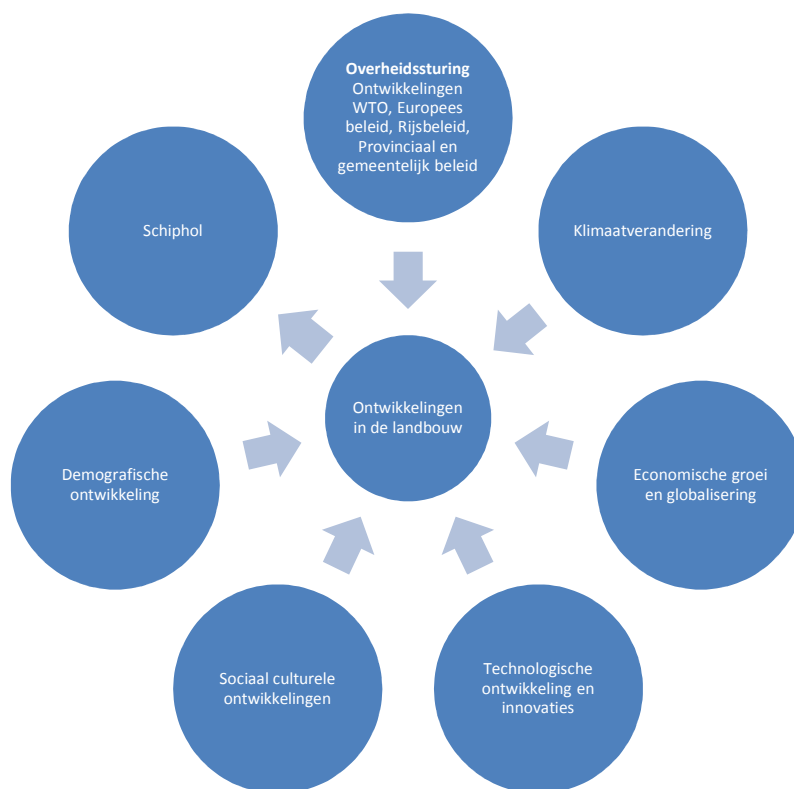 Overheidssturing
Ontwikkelingen
WTO, Europees
beleid, Rijsbeleid,
Provinciaal en
gemeentelijk beleid
Klimaatverandering
Economische groei
en globalisering
Technologische
ontwikkeling en
innovaties
Sociaal culturele
ontwikkelingen
Demografische
ontwikkeling
Schiphol
Ontwikkelingen
in de landbouw